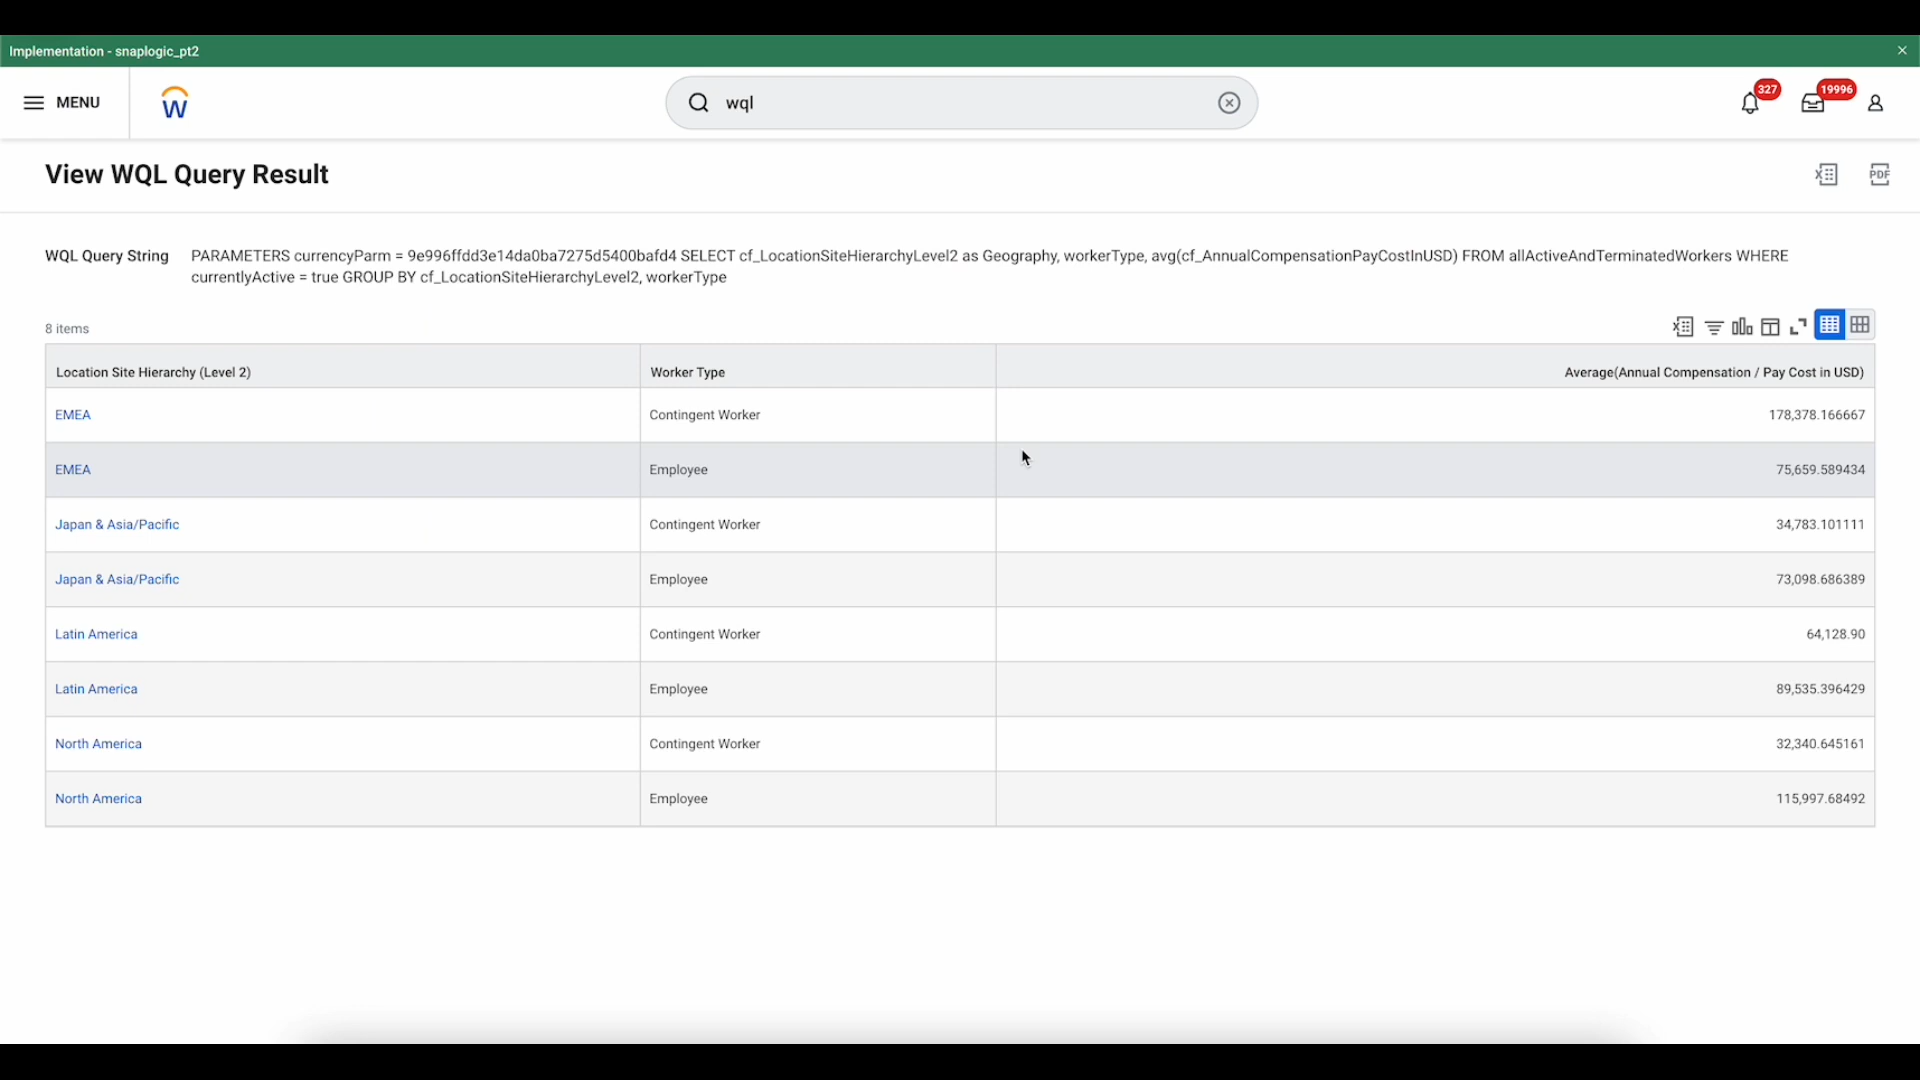 Implementation - snaplogic_pt2
MENU
wql
327
19996
View WQL Query Result
PDF
WQL Query String PARAMETERS currencyParm = 9e996ffdd3e14da0ba7275d5400bafd4 SELECT cf_LocationSiteHierarchyLevel2 as Geography, workerType, avg(cf_AnnualCompensationPayCostInUSD) FROM allActiveAndTerminatedWorkers WHERE
currentlyActive = true GROUP BY cf_LocationSiteHierarchyLevel2, workerType
8 items
Location Site Hierarchy (Level 2) Worker Type Average(Annual Compensation / Pay Cost in USD)
EMEA Contingent Worker 178,378.166667
EMEA Employee 75,659.589434
Japan & Asia/Pacific Contingent Worker 34,783.101111
Japan & Asia/Pacific Employee 73,098.686389
Latin America Contingent Worker 64,128.90
Latin America Employee 89,535.396429
North America Contingent Worker 32,340.645161
North America Employee 115,997.68492